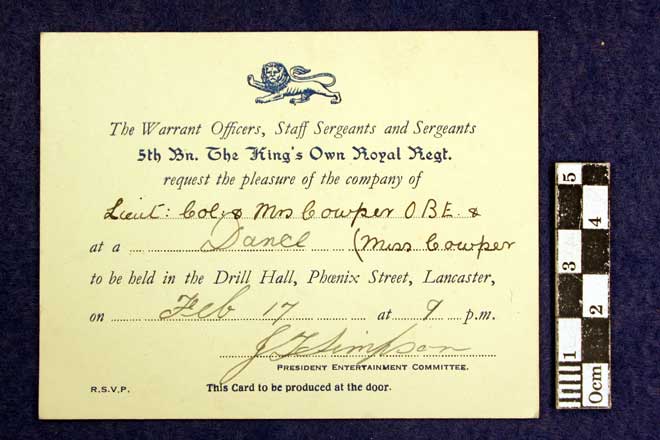 The Warrant Officers, Staff Sergeants and Sergeants
5th Bn. The King's Own Royal Regt.
request the pleasure of the company of
Lieut: Col. & Mrs Cowper O B E. &
at a Dance (Miss Cowper
to be held in the Drill Hall, Phœnix Street, Lancaster,
on Feb 17 at 9 p.m.
J T Simpson
PRESIDENT ENTERTAINMENT COMMITTEE.
R.S.V.P. This Card to be produced at the door.
5
4
3
2
1
0cm